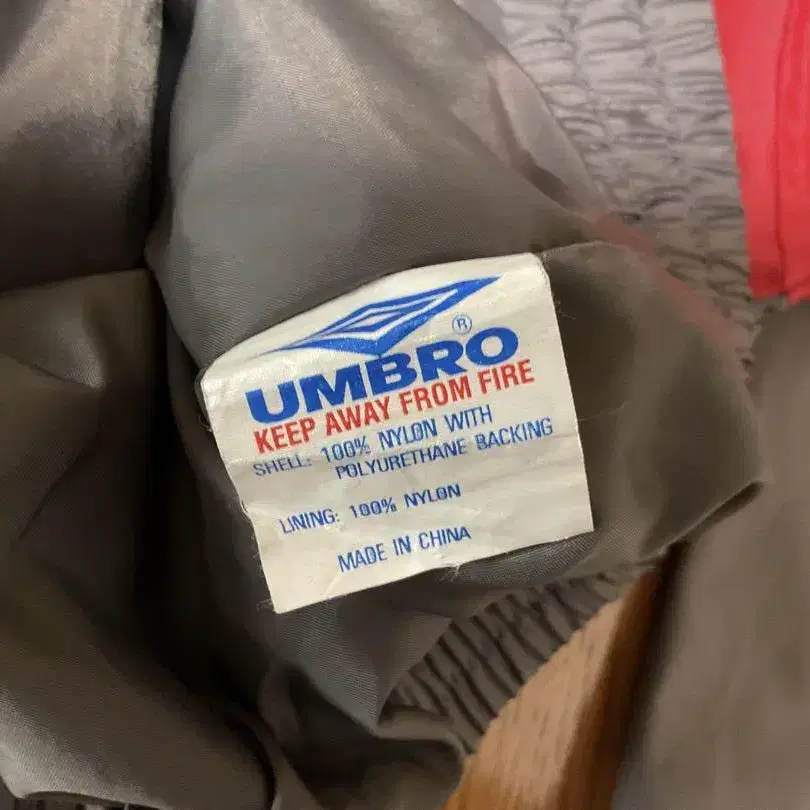 ®
UMBRO
KEEP AWAY FROM FIRE
SHELL: 100% NYLON WITH
POLYURETHANE BACKING
LINING: 100% NYLON
MADE IN CHINA